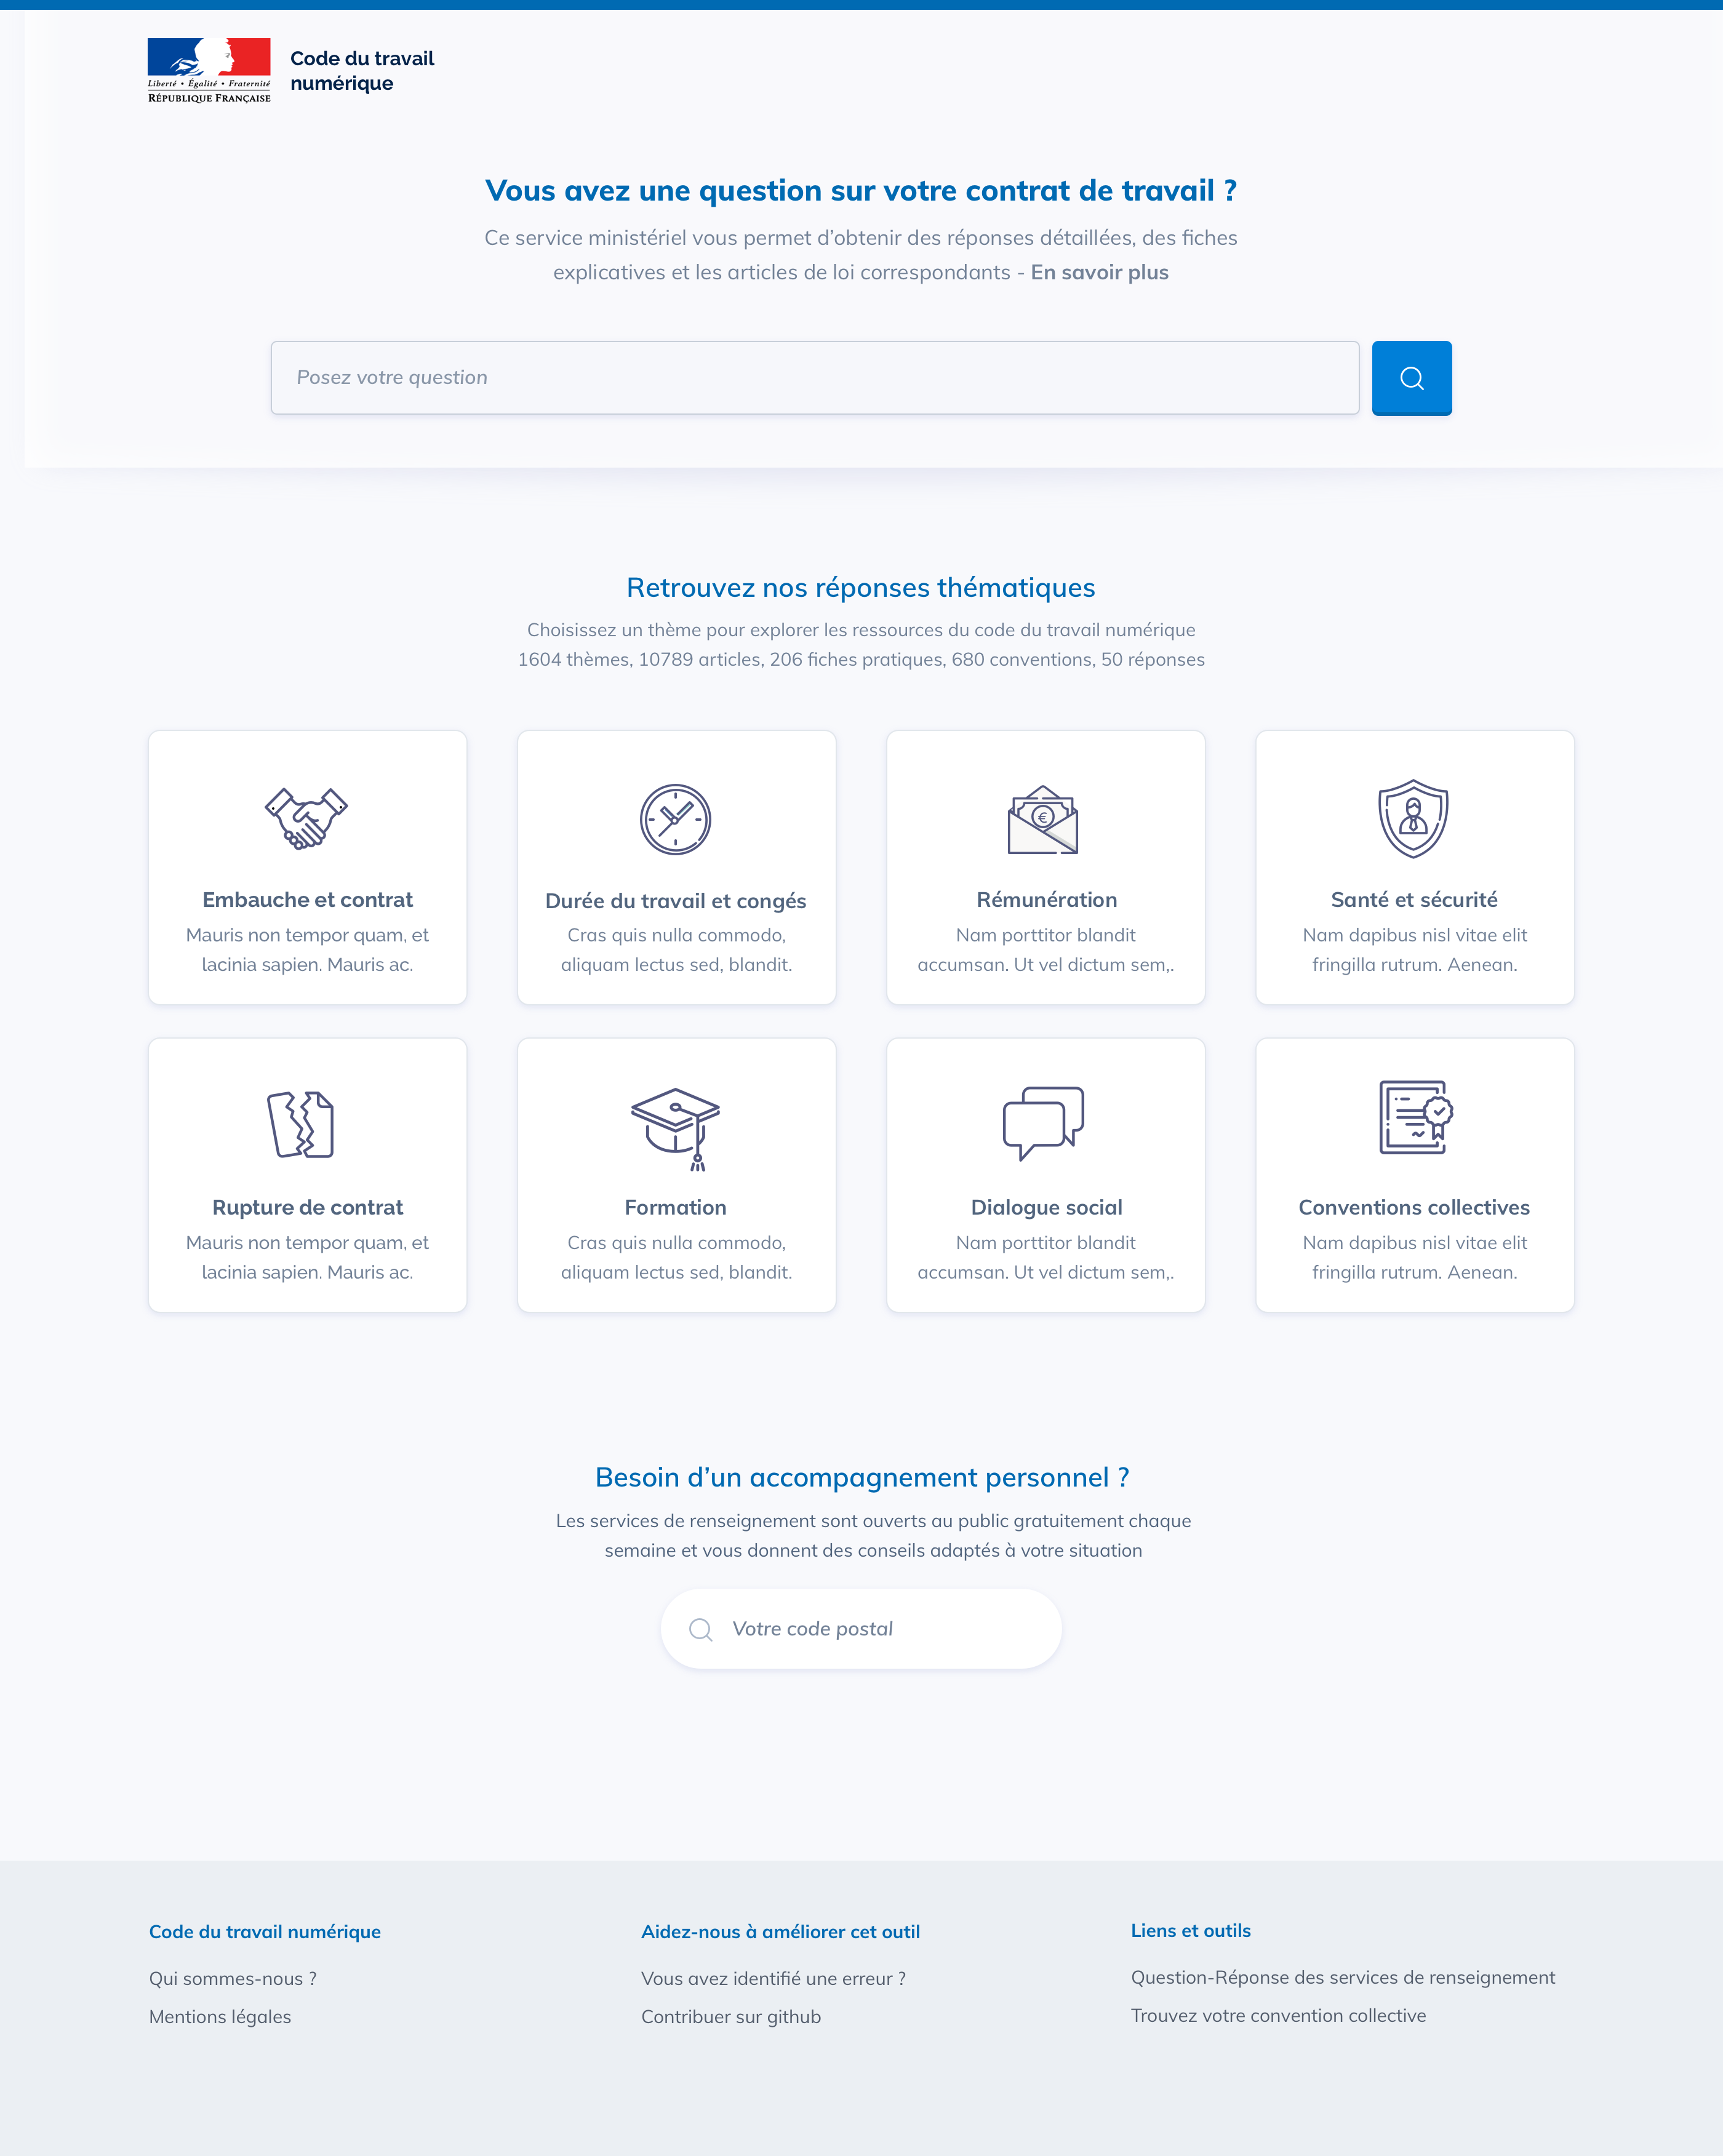 Liberté • Égalité • Fraternité
RÉPUBLIQUE FRANÇAISE
Code du travail
numérique
Vous avez une question sur votre contrat de travail ?
Ce service ministériel vous permet d’obtenir des réponses détaillées, des fiches
explicatives et les articles de loi correspondants - En savoir plus
Posez votre question
Retrouvez nos réponses thématiques
Choisissez un thème pour explorer les ressources du code du travail numérique
1604 thèmes, 10789 articles, 206 fiches pratiques, 680 conventions, 50 réponses
Embauche et contrat
Mauris non tempor quam, et
lacinia sapien. Mauris ac.
Durée du travail et congés
Cras quis nulla commodo,
aliquam lectus sed, blandit.
€
Rémunération
Nam porttitor blandit
accumsan. Ut vel dictum sem,.
Santé et sécurité
Nam dapibus nisl vitae elit
fringilla rutrum. Aenean.
Rupture de contrat
Mauris non tempor quam, et
lacinia sapien. Mauris ac.
Formation
Cras quis nulla commodo,
aliquam lectus sed, blandit.
Dialogue social
Nam porttitor blandit
accumsan. Ut vel dictum sem,.
Conventions collectives
Nam dapibus nisl vitae elit
fringilla rutrum. Aenean.
Besoin d’un accompagnement personnel ?
Les services de renseignement sont ouverts au public gratuitement chaque
semaine et vous donnent des conseils adaptés à votre situation
Votre code postal
Code du travail numérique
Qui sommes-nous ?
Mentions légales
Aidez-nous à améliorer cet outil
Vous avez identifié une erreur ?
Contribuer sur github
Liens et outils
Question-Réponse des services de renseignement
Trouvez votre convention collective